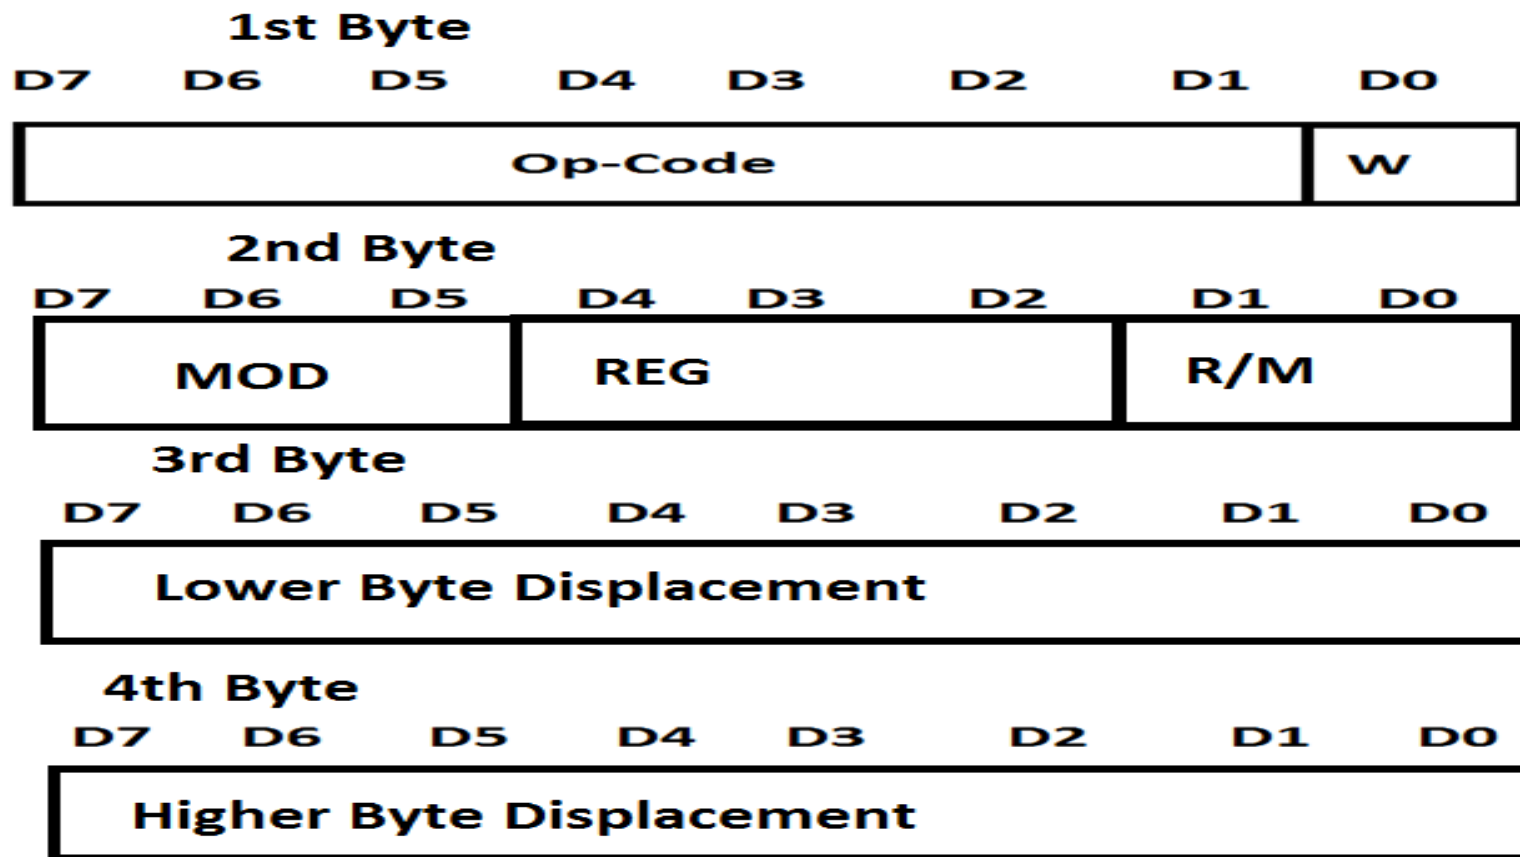 1st Byte
D7 D6 D5 D4 D3 D2 D1 D0
Op-Code W
2nd Byte
D7 D6 D5 D4 D3 D2 D1 D0
MOD REG R/M
3rd Byte
D7 D6 D5 D4 D3 D2 D1 D0
Lower Byte Displacement
4th Byte
D7 D6 D5 D4 D3 D2 D1 D0
Higher Byte Displacement